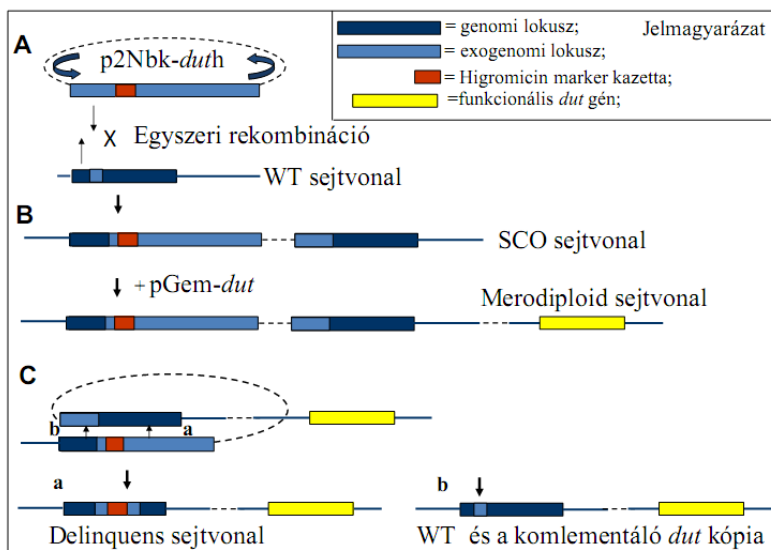 A
p2Nbk-duth
= genomi lokusz;
Jelmagyarázat
= exogenomi lokusz;
= Higromicin marker kazetta;
=funkcionális dut gén;
X Egyszeri rekombináció
WT sejtvonal
B
SCO sejtvonal
+ pGem-dut
Merodiploid sejtvonal
C
b
a
a
b
Delinquens sejtvonal
WT és a komlementáló dut kópia